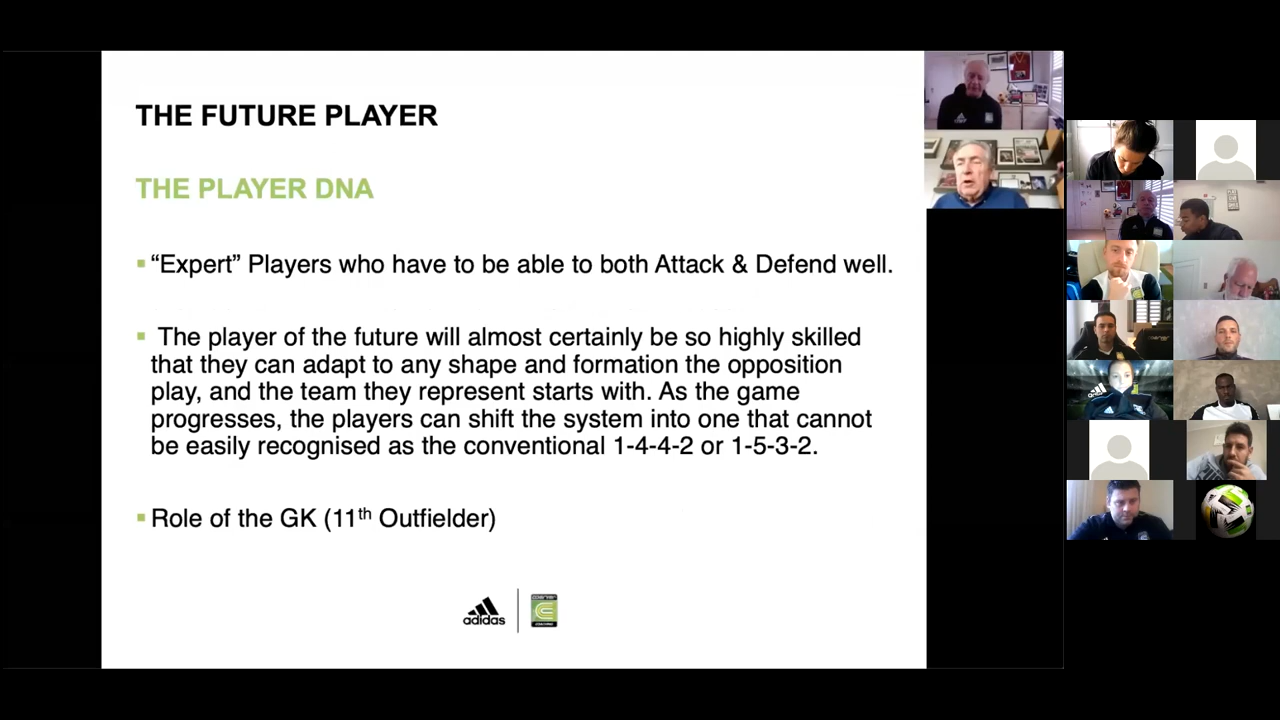 THE FUTURE PLAYER
THE PLAYER DNA
“Expert” Players who have to be able to both Attack & Defend well.
The player of the future will almost certainly be so highly skilled
that they can adapt to any shape and formation the opposition
play, and the team they represent starts with. As the game
progresses, the players can shift the system into one that cannot
be easily recognised as the conventional 1-4-4-2 or 1-5-3-2.
Role of the GK (11th Outfielder)
adidas